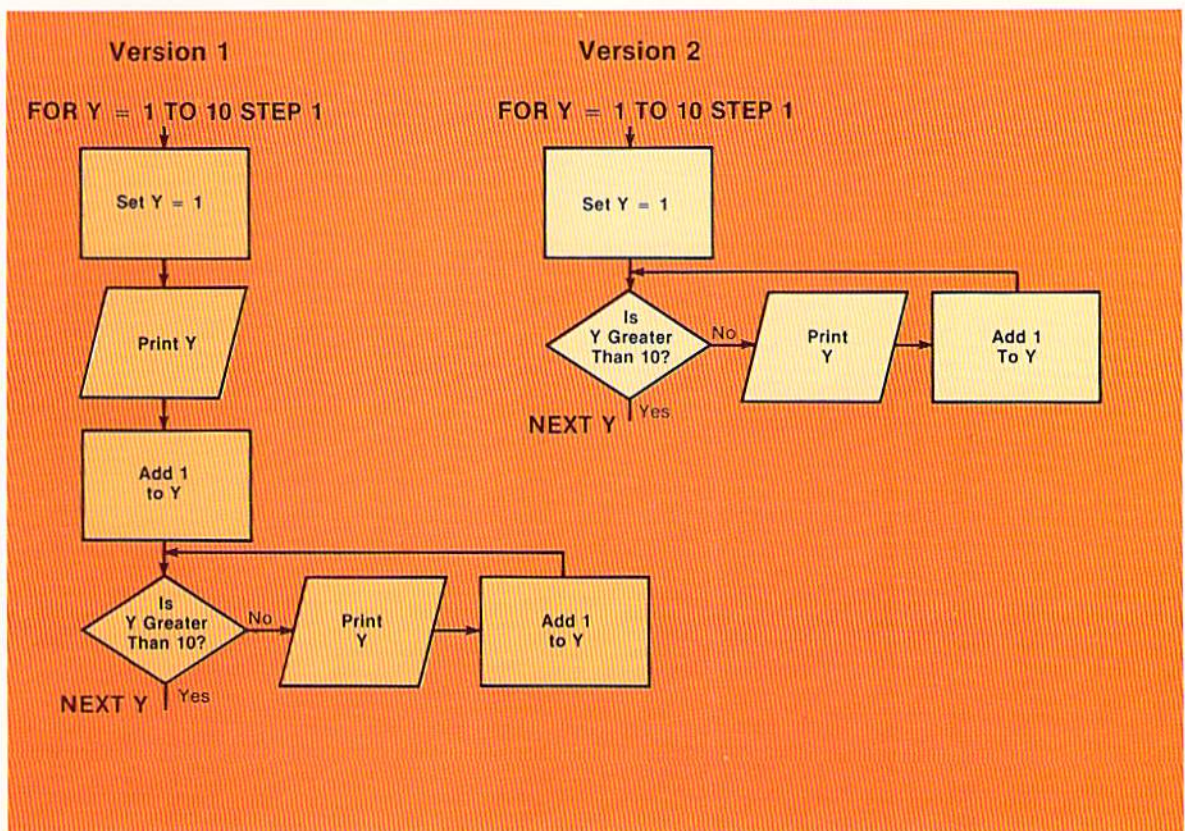 Version 1
FOR Y = 1 TO 10 STEP 1
Set Y = 1
Print Y
Add 1
to Y
Is
Y Greater
Than 10?
No
Print
Y
Add 1
to Y
Yes
NEXT Y
Version 2
FOR Y = 1 TO 10 STEP 1
Set Y = 1
Is
Y Greater
Than 10?
No
Print
Y
Add 1
To Y
Yes
NEXT Y